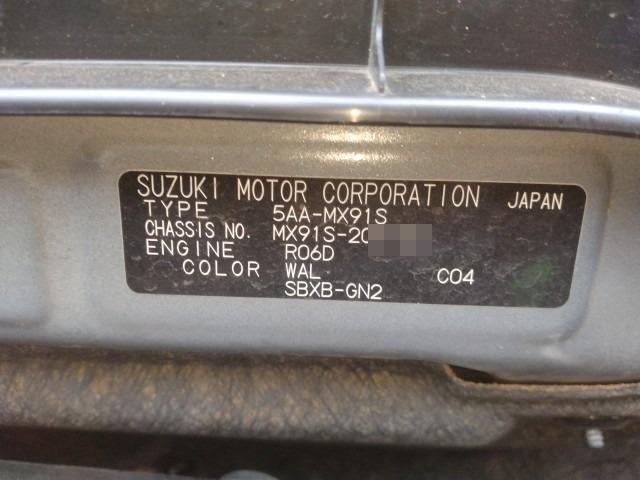 SUZUKI MOTOR CORPORATION JAPAN
TYPE 5AA-MX91S
CHASSIS NO. MX91S-20
ENGINE R06D
COLOR WAL C04
SBXB-GN2